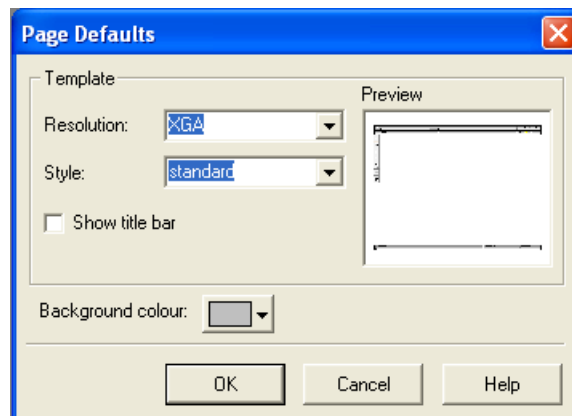 Page Defaults
Template
Preview
Resolution:
XGA
Style:
standard
Show title bar
Background colour:
OK
Cancel
Help